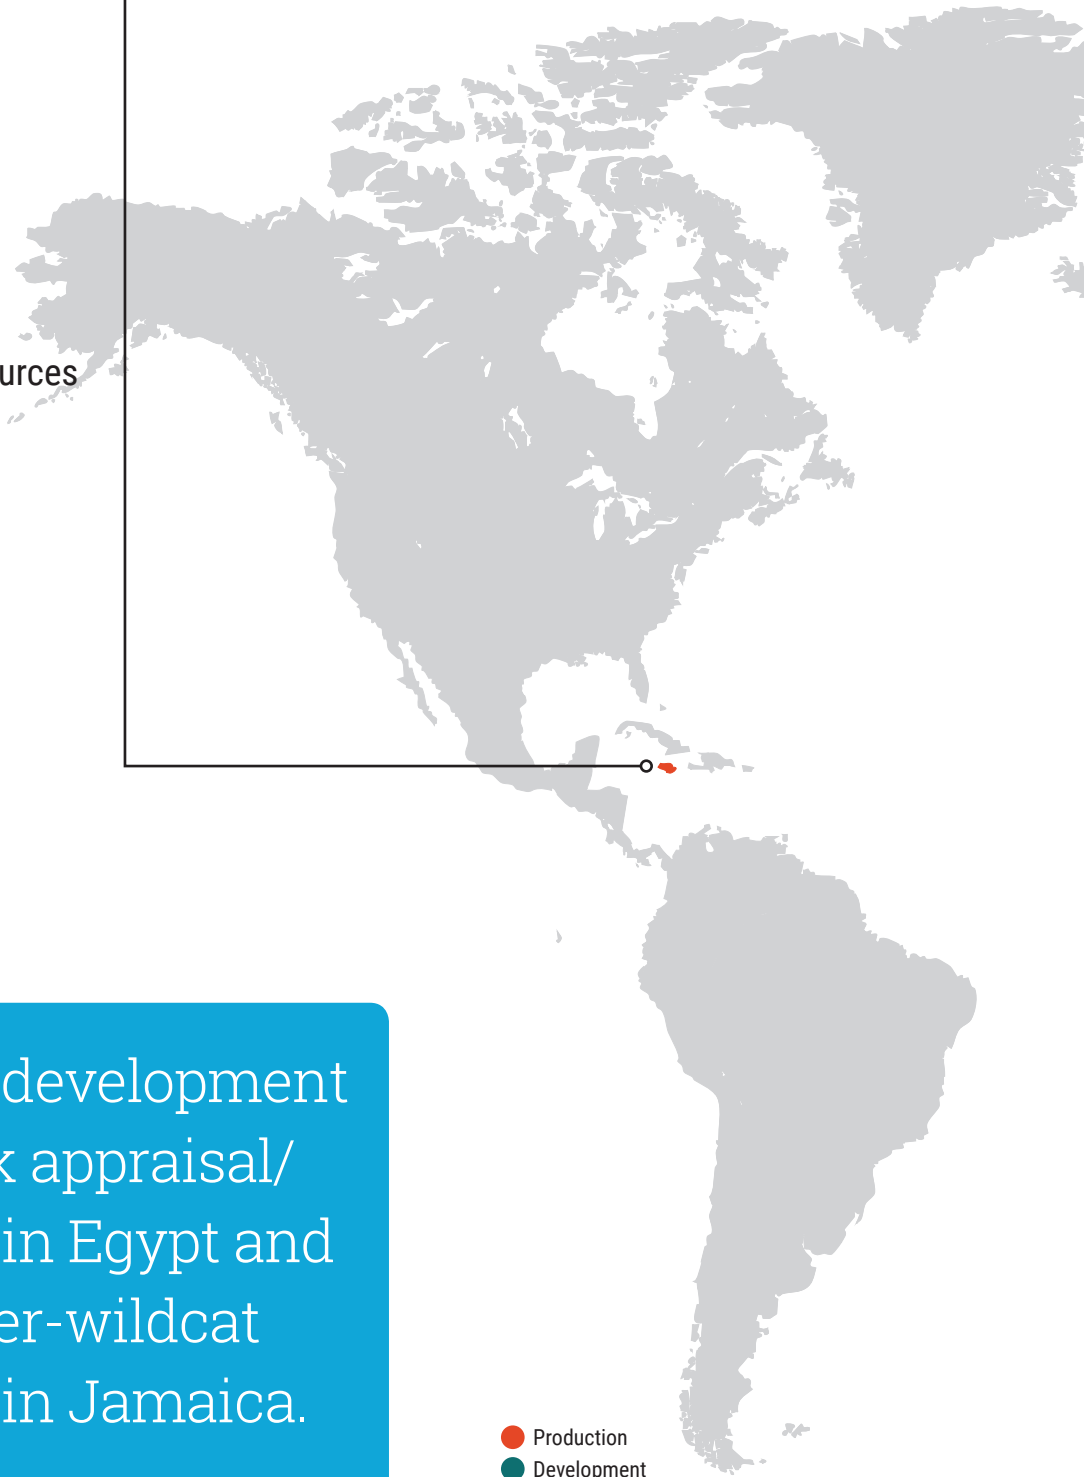 urces
development
k appraisal/
in Egypt and
er-wildcat
in Jamaica.
Production
Development